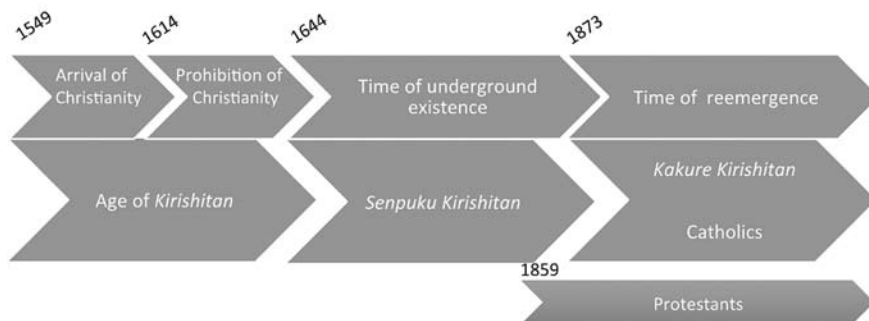 1549
1614
1644
1873
Arrival of
Christianity
Prohibition of
Christianity
Time of underground
existence
Time of reemergence
Age of Kirishitan
Senpuku Kirishitan
Kakure Kirishitan
Catholics
1859
Protestants